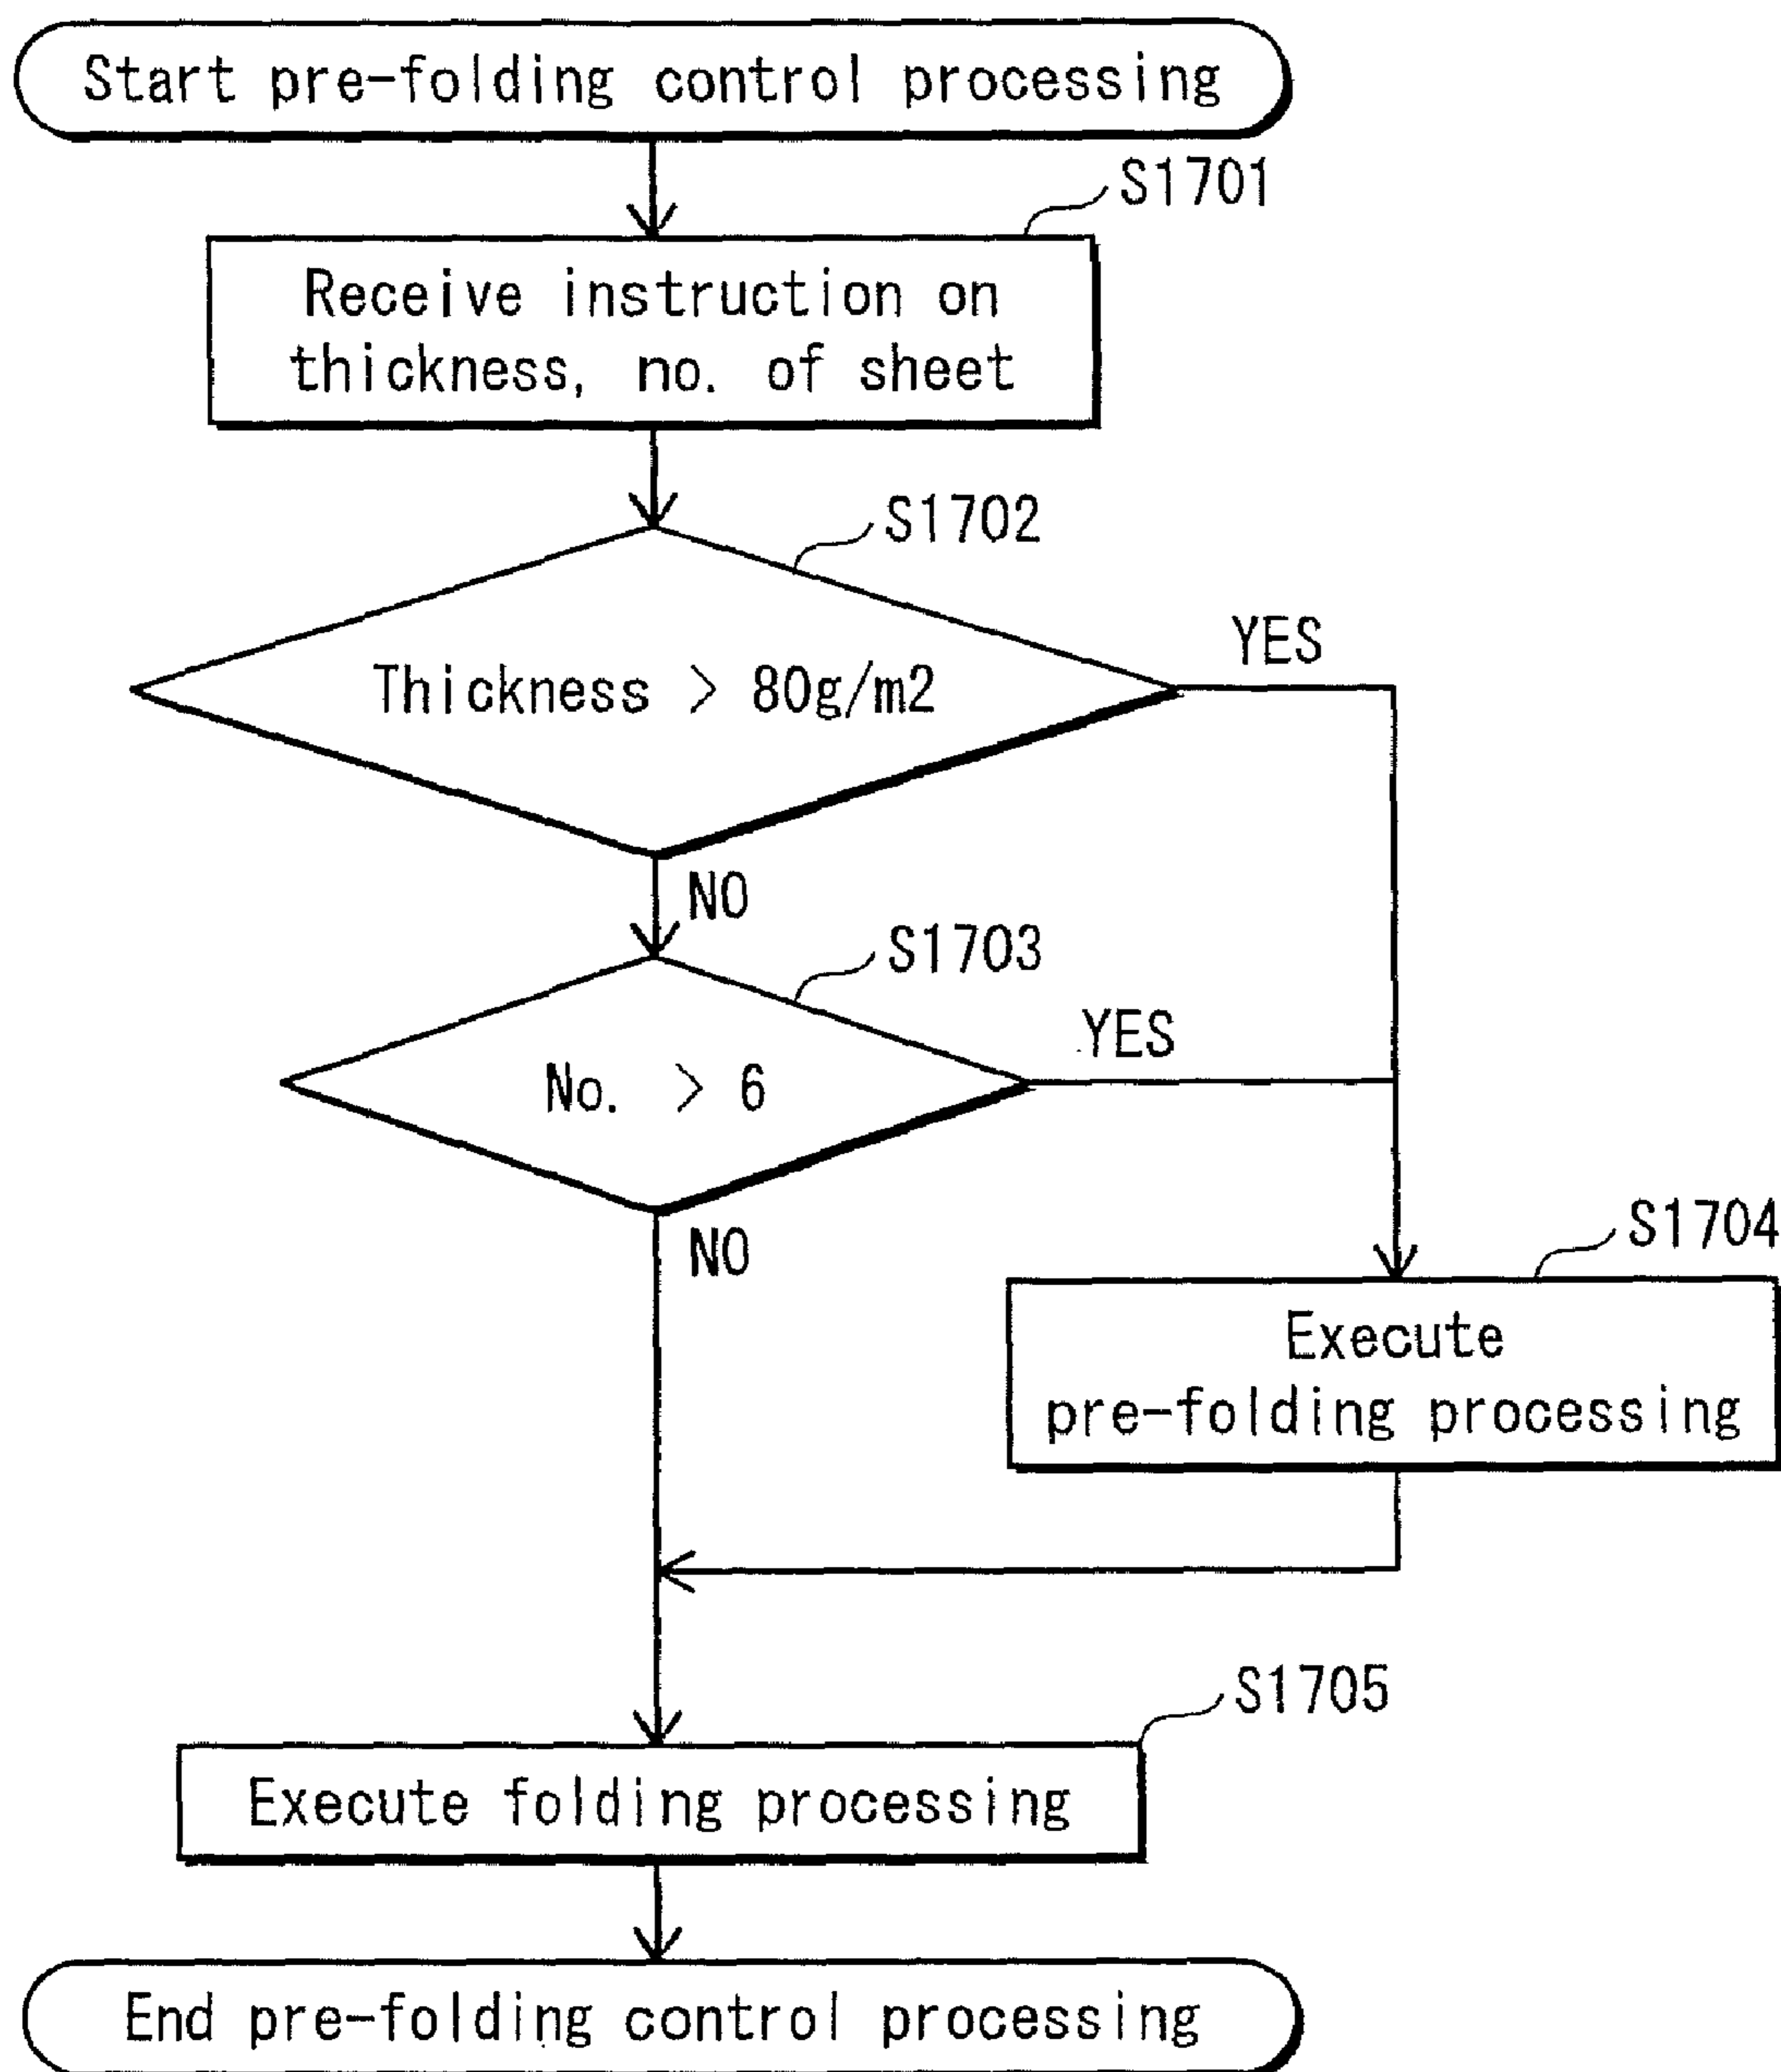 Start pre-folding control processing
S1701
Receive instruction on
thickness, no. of sheet
S1702
Thickness > 80g/m2
YES
NO
S1703
No. > 6
YES
NO
S1704
Execute
pre-folding processing
S1705
Execute folding processing
End pre-folding control processing